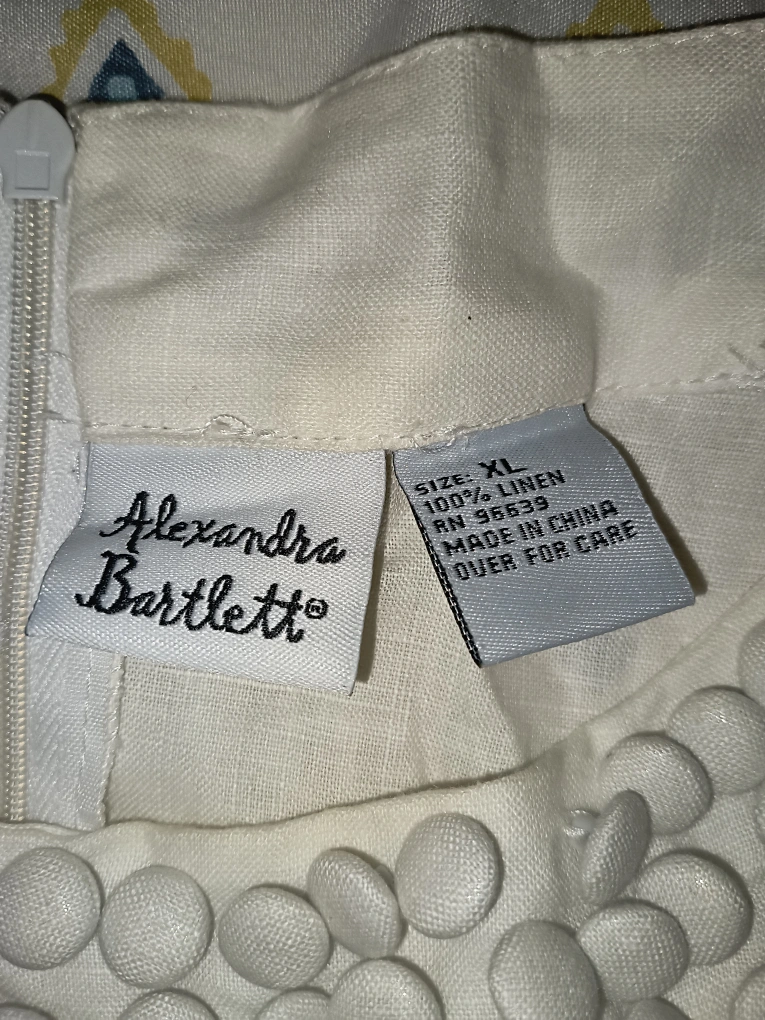 Alexandra
Bartlett®
SIZE: XL
100% LINEN
RN 96639
MADE IN CHINA
OVER FOR CARE